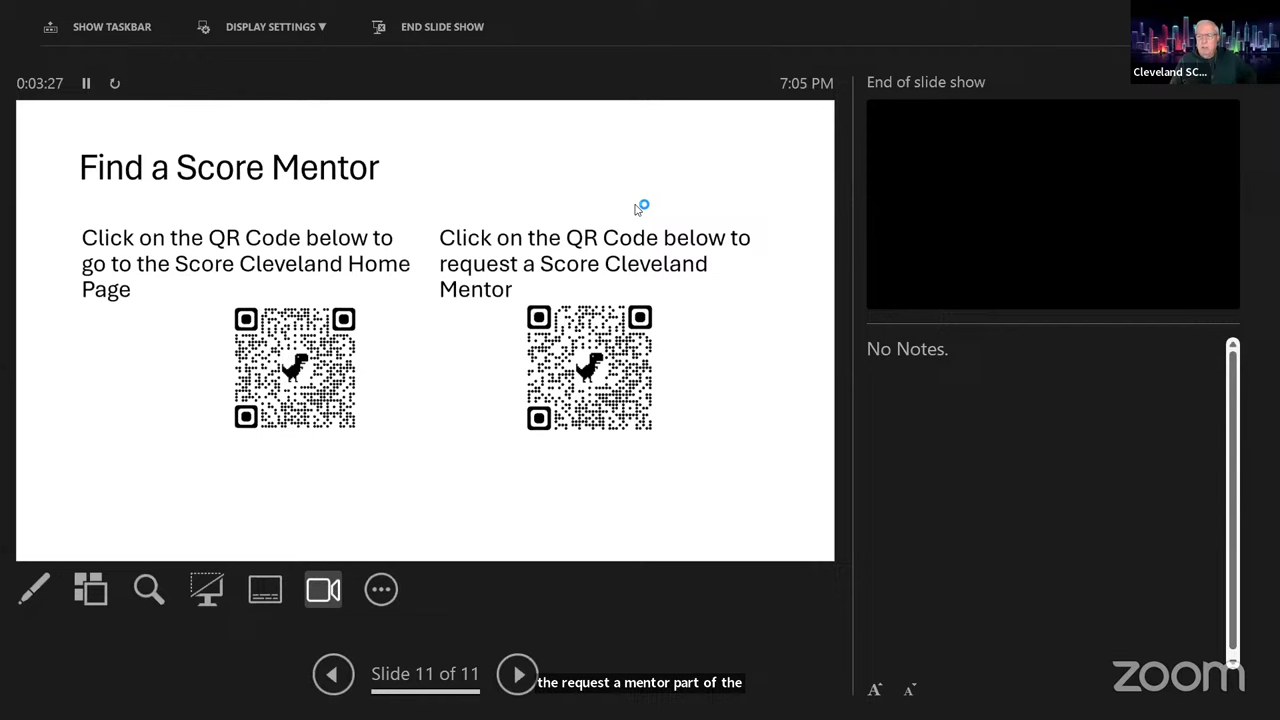 SHOW TASKBAR
DISPLAY SETTINGS ▼
END SLIDE SHOW
Cleveland SC...
0:03:27
7:05 PM
End of slide show
Find a Score Mentor
Click on the QR Code below to
go to the Score Cleveland Home
Page
Click on the QR Code below to
request a Score Cleveland
Mentor
No Notes.
Slide 11 of 11
the request a mentor part of the
A A
zoom